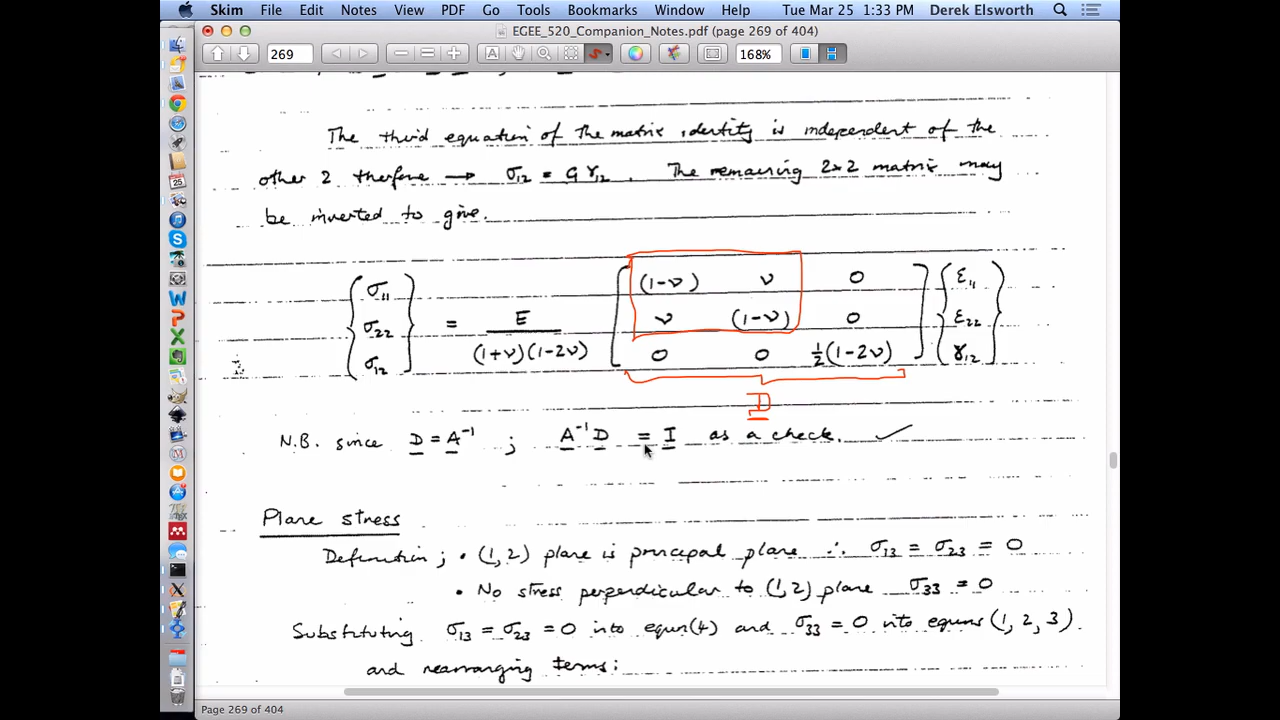 Skim File Edit Notes View PDF Go Tools Bookmarks Window Help Tue Mar 25 1:33 PM Derek Elsworth
EGEE_520_Companion_Notes.pdf (page 269 of 404)
269 168%
The third equation of the matrix identity is independent of the
other 2 therfore → σ12 = G γ12. The remaining 2x2 matrix may
be inverted to give.
{σ11 σ22 σ12} = E / (1+ν)(1-2ν) [(1-ν) ν 0
ν (1-ν) 0
0 0 ½(1-2ν)] {ε11 ε22 γ12}
D
N.B. since D = A⁻¹ ; A⁻¹ D = I as a check. ✓
Plane stress
Definition ; • (1,2) plane is principal plane ∴ σ13 = σ23 = 0
• No stress perpendicular to (1,2) plane σ33 = 0
Substituting σ13 = σ23 = 0 into equn(4) and σ33 = 0 into equns (1, 2, 3)
and rearranging terms:
Page 269 of 404